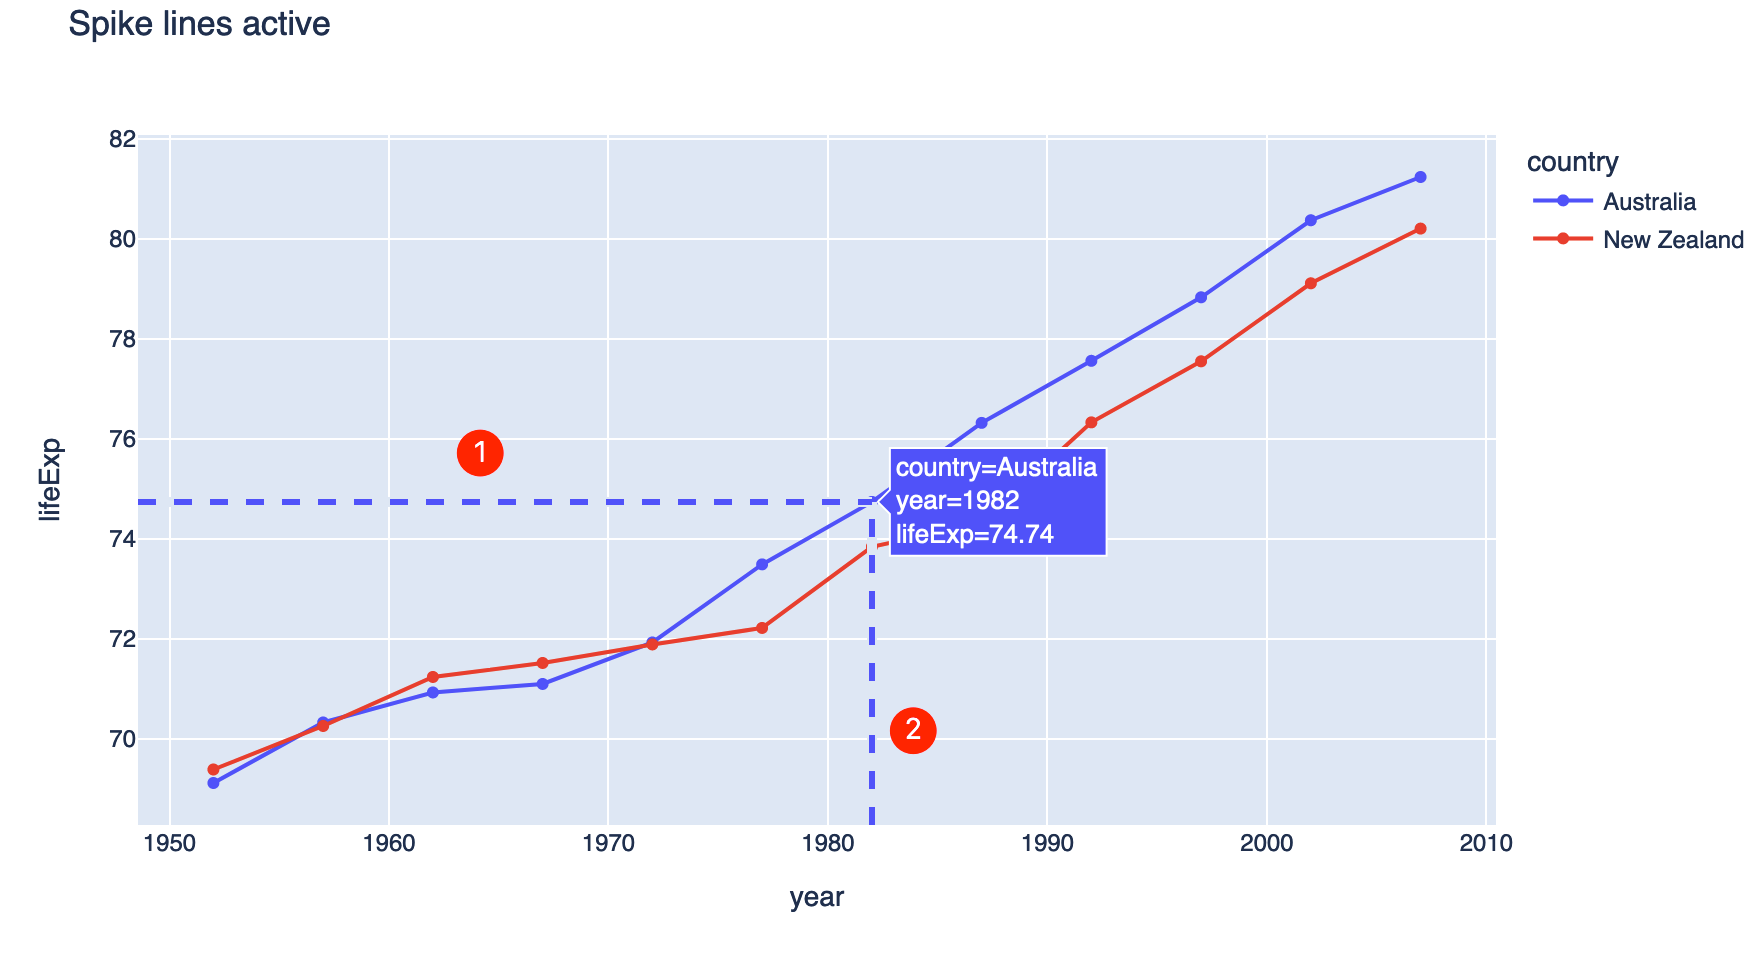 Spike lines active
82
80
78
76
74
72
70
lifeExp
1
2
country=Australia
year=1982
lifeExp=74.74
1950 1960 1970 1980 1990 2000 2010
year
country
Australia
New Zealand